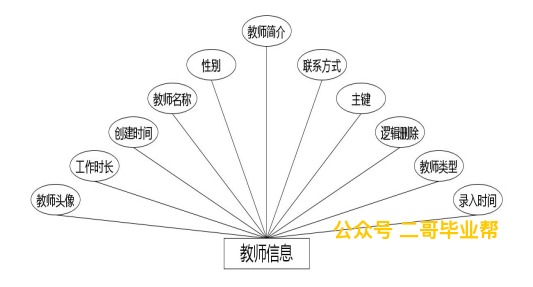 教师简介
性别
联系方式
教师名称
主键
创建时间
逻辑删除
工作时长
教师类型
教师头像
录入时间
公众号 二哥毕业帮
教师信息